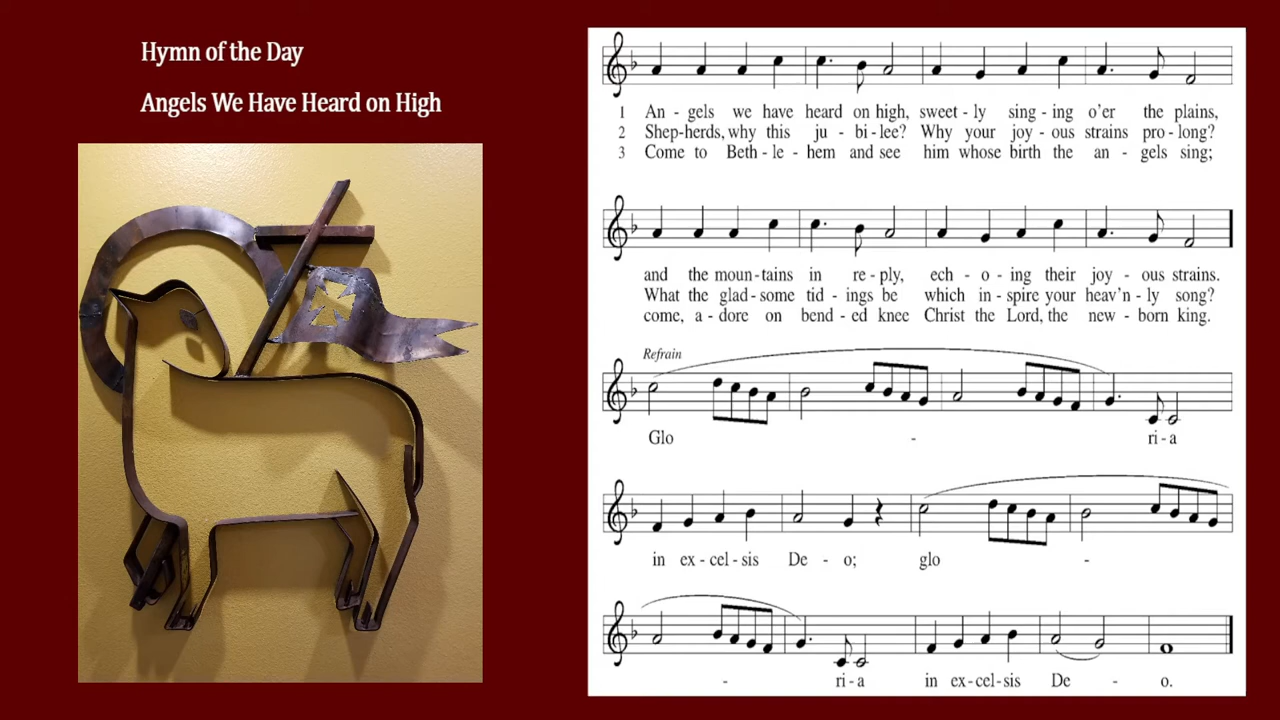 Hymn of the Day
Angels We Have Heard on High
1 An - gels we have heard on high, sweet - ly sing - ing o'er the plains,
2 Shep-herds, why this ju - bi - lee? Why your joy - ous strains pro - long?
3 Come to Beth - le - hem and see him whose birth the an - gels sing;
and the moun - tains in re - ply, ech - o - ing their joy - ous strains.
What the glad - some tid - ings be which in - spire your heav'n - ly song?
come, a - dore on bend - ed knee Christ the Lord, the new - born king.
Refrain
Glo - ri - a
in ex - cel - sis De - o; glo -
- ri - a in ex - cel - sis De - o.